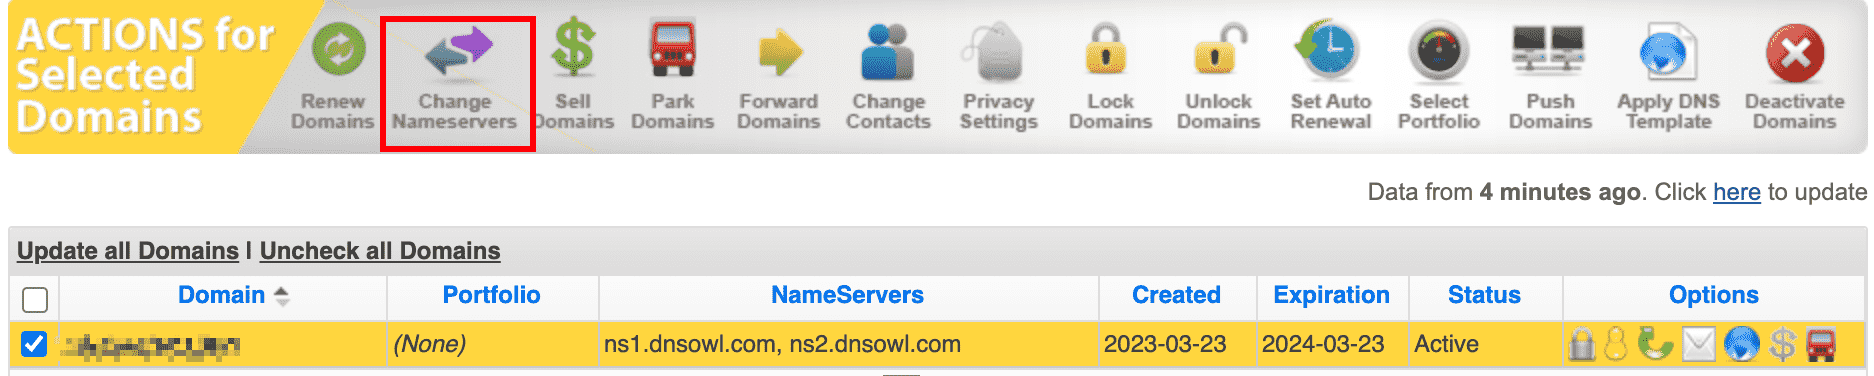 ACTIONS for
Selected
Domains
Renew
Domains
Change
Nameservers
Sell
Domains
Park
Domains
Forward
Domains
Change
Contacts
Privacy
Settings
Lock
Domains
Unlock
Domains
Set Auto
Renewal
Select
Portfolio
Push
Domains
Apply DNS
Template
Deactivate
Domains
Data from 4 minutes ago. Click here to update
Update all Domains | Uncheck all Domains
Domain Portfolio NameServers Created Expiration Status Options
(None) ns1.dnsowl.com, ns2.dnsowl.com 2023-03-23 2024-03-23 Active